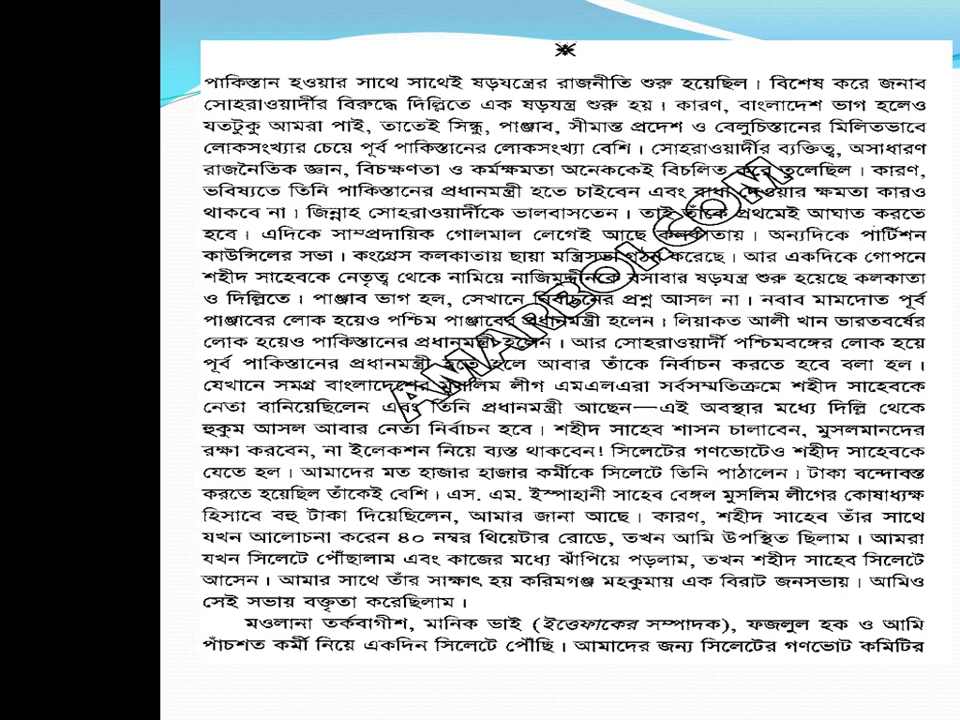 পাকিস্তান হওয়ার সাথে সাথেই ষড়যন্ত্রের রাজনীতি শুরু হয়েছিল। বিশেষ করে জনাব
সোহরাওয়ার্দীর বিরুদ্ধে দিল্লিতে এক ষড়যন্ত্র শুরু হয়। কারণ, বাংলাদেশ ভাগ হলেও
যতটুকু আমরা পাই, তাতেই সিন্ধু, পাঞ্জাব, সীমান্ত প্রদেশ ও বেলুচিস্তানের মিলিতভাবে
লোকসংখ্যার চেয়ে পূর্ব পাকিস্তানের লোকসংখ্যা বেশি। সোহরাওয়ার্দীর ব্যক্তিত্ব, অসাধারণ
রাজনৈতিক জ্ঞান, বিচক্ষণতা ও কর্মক্ষমতা অনেককেই বিচলিত করে তুলেছিল। কারণ,
ভবিষ্যতে তিনি পাকিস্তানের প্রধানমন্ত্রী হতে চাইবেন এবং বাধা দেওয়ার ক্ষমতা কারও
থাকবে না। জিন্নাহ সোহরাওয়ার্দীকে ভালবাসতেন। তাই তাঁকে প্রথমেই আঘাত করতে
হবে। এদিকে সাম্প্রদায়িক গোলমাল লেগেই আছে কলকাতায়। অন্যদিকে পার্টিশন
কাউন্সিলের সভা। কংগ্রেস কলকাতায় ছায়া মন্ত্রিসভা গঠন করেছে। আর একদিকে গোপনে
শহীদ সাহেবকে নেতৃত্ব থেকে নামিয়ে নাজিমুদ্দীনকে বসাবার ষড়যন্ত্র শুরু হয়েছে কলকাতা
ও দিল্লিতে। পাঞ্জাব ভাগ হল, সেখানে নির্বাচনের প্রশ্ন আসল না। নবাব মামদোত পূর্ব
পাঞ্জাবের লোক হয়েও পশ্চিম পাঞ্জাবের প্রধানমন্ত্রী হলেন। লিয়াকত আলী খান ভারতবর্ষের
লোক হয়েও পাকিস্তানের প্রধানমন্ত্রী হলেন। আর সোহরাওয়ার্দী পশ্চিমবঙ্গের লোক হয়ে
পূর্ব পাকিস্তানের প্রধানমন্ত্রী হতে হলে আবার তাঁকে নির্বাচন করতে হবে বলা হল।
যেখানে সমগ্র বাংলাদেশের মুসলিম লীগ এমএলএরা সর্বসম্মতিক্রমে শহীদ সাহেবকে
নেতা বানিয়েছিলেন এবং তিনি প্রধানমন্ত্রী আছেন—এই অবস্থার মধ্যে দিল্লি থেকে
হুকুম আসল আবার নেতা নির্বাচন হবে। শহীদ সাহেব শাসন চালাবেন, মুসলমানদের
রক্ষা করবেন, না ইলেকশন নিয়ে ব্যস্ত থাকবেন! সিলেটের গণভোটেও শহীদ সাহেবকে
যেতে হল। আমাদের মত হাজার হাজার কর্মীকে সিলেটে তিনি পাঠালেন। টাকা বন্দোবস্ত
করতে হয়েছিল তাঁকেই বেশি। এস. এম. ইস্পাহানী সাহেব বেঙ্গল মুসলিম লীগের কোষাধ্যক্ষ
হিসাবে বহু টাকা দিয়েছিলেন, আমার জানা আছে। কারণ, শহীদ সাহেব তাঁর সাথে
যখন আলোচনা করেন ৪০ নম্বর থিয়েটার রোডে, তখন আমি উপস্থিত ছিলাম। আমরা
যখন সিলেটে পৌঁছালাম এবং কাজের মধ্যে ঝাঁপিয়ে পড়লাম, তখন শহীদ সাহেব সিলেটে
আসেন। আমার সাথে তাঁর সাক্ষাৎ হয় করিমগঞ্জ মহকুমায় এক বিরাট জনসভায়। আমিও
সেই সভায় বক্তৃতা করেছিলাম।
মওলানা তর্কবাগীশ, মানিক ভাই (ইত্তেফাকের সম্পাদক), ফজলুল হক ও আমি
পাঁচশত কর্মী নিয়ে একদিন সিলেটে পৌঁছি। আমাদের জন্য সিলেটের গণভোট কমিটির
AMARBOI.COM